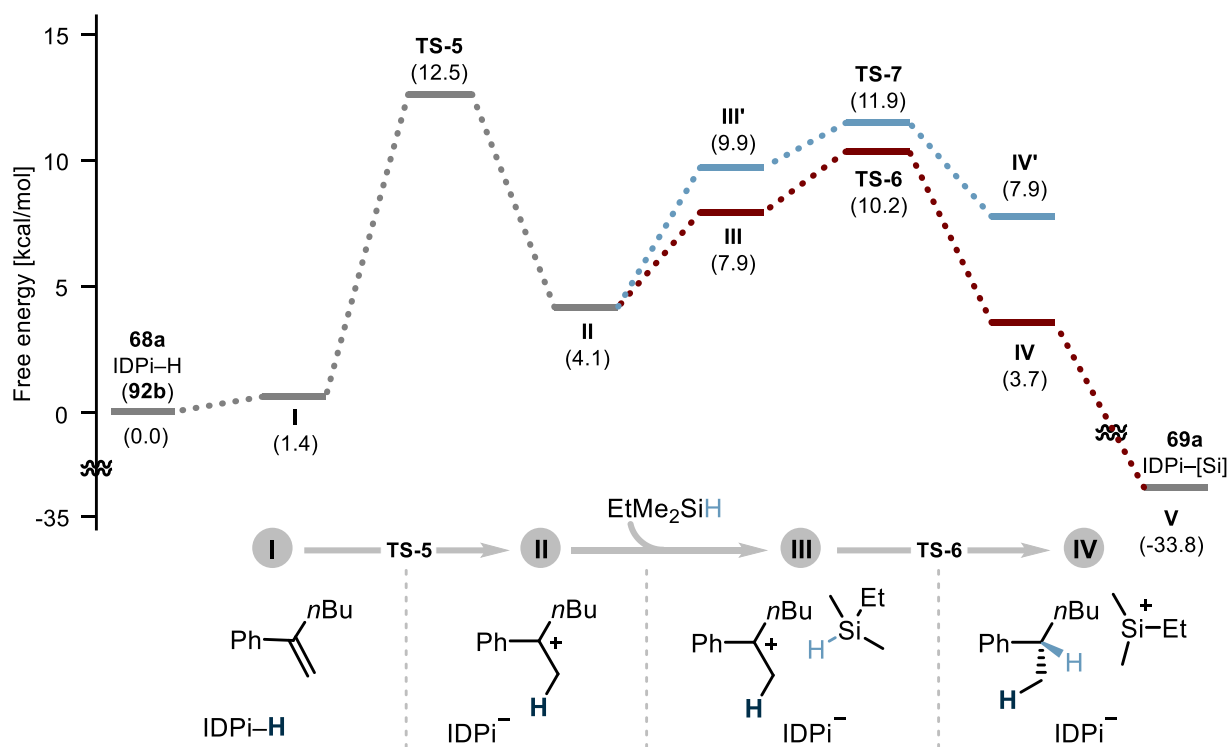 Free energy [kcal/mol]
15
10
5
0
-35
68a
IDPi–H
(92b)
(0.0)
I
(1.4)
TS-5
(12.5)
II
(4.1)
III'
(9.9)
III
(7.9)
TS-7
(11.9)
TS-6
(10.2)
IV'
(7.9)
IV
(3.7)
69a
IDPi–[Si]
V
(-33.8)
EtMe₂SiH
I
TS-5
II
III
TS-6
IV
nBu
Ph
IDPi–H
nBu
Ph
+
H
IDPi⁻
nBu
Et
Ph
Si
+
H
H
IDPi⁻
nBu
+
Ph
Si
Et
H
H
IDPi⁻